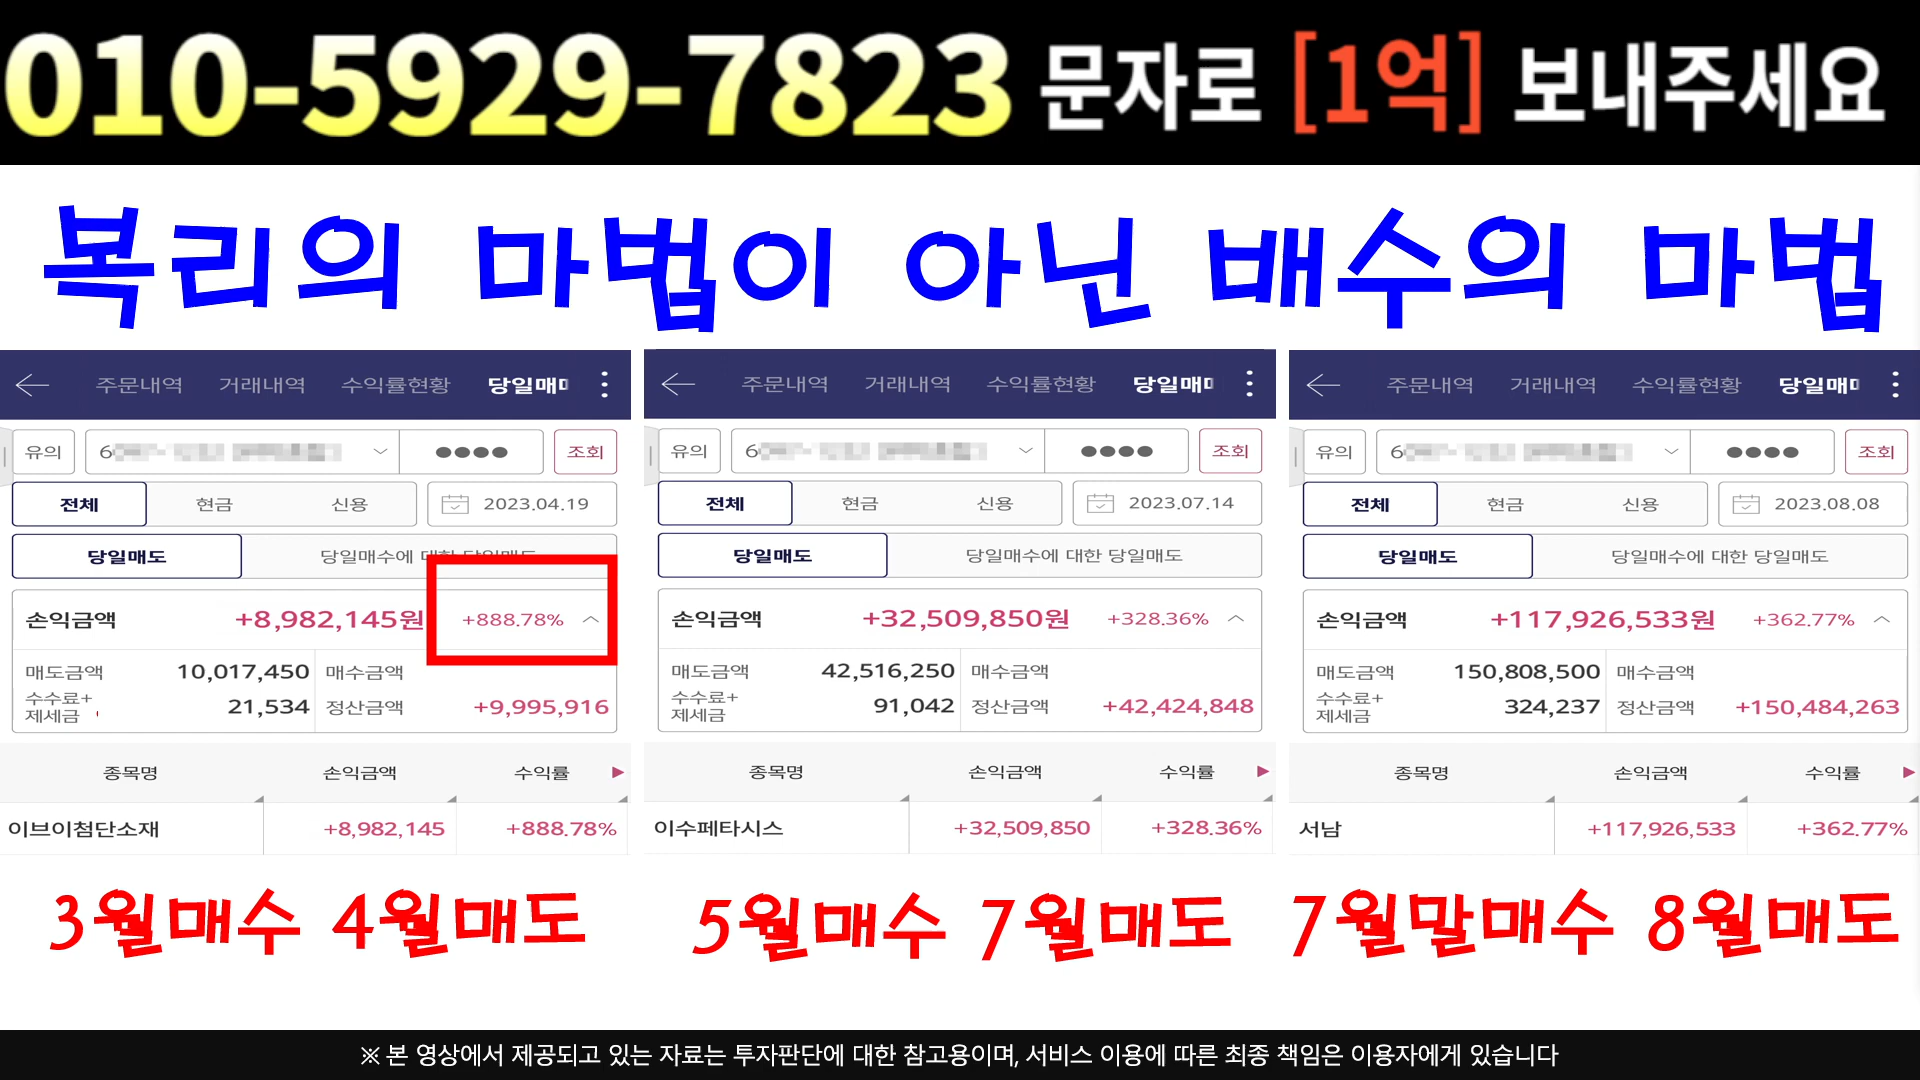 010-5929-7823 문자로 [1억] 보내주세요
복리의 마법이 아닌 배수의 마법
주문내역 거래내역 수익률현황 당일매
유의 6 ●●●● 조회
전체 현금 신용 2023.04.19
당일매도 당일매수에 대한 당일매도
손익금액 +8,982,145원 +888.78%
매도금액 10,017,450 매수금액
수수료+
제세금 21,534 정산금액 +9,995,916
종목명 손익금액 수익률
이브이첨단소재 +8,982,145 +888.78%
3월매수 4월매도
주문내역 거래내역 수익률현황 당일매
유의 6 ●●●● 조회
전체 현금 신용 2023.07.14
당일매도 당일매수에 대한 당일매도
손익금액 +32,509,850원 +328.36%
매도금액 42,516,250 매수금액
수수료+
제세금 91,042 정산금액 +42,424,848
종목명 손익금액 수익률
이수페타시스 +32,509,850 +328.36%
5월매수 7월매도
주문내역 거래내역 수익률현황 당일매
유의 6 ●●●● 조회
전체 현금 신용 2023.08.08
당일매도 당일매수에 대한 당일매도
손익금액 +117,926,533원 +362.77%
매도금액 150,808,500 매수금액
수수료+
제세금 324,237 정산금액 +150,484,263
종목명 손익금액 수익률
서남 +117,926,533 +362.77%
7월말매수 8월매도
※ 본 영상에서 제공되고 있는 자료는 투자판단에 대한 참고용이며, 서비스 이용에 따른 최종 책임은 이용자에게 있습니다